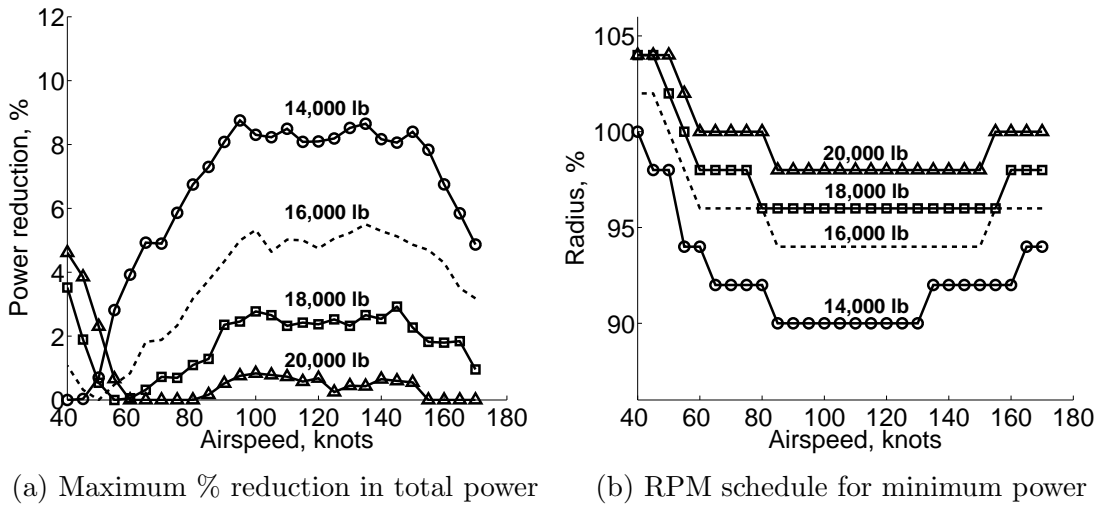 12
10
8
6
4
2
0
Power reduction, %
14,000 lb
16,000 lb
18,000 lb
20,000 lb
40 60 80 100 120 140 160 180
Airspeed, knots
(a) Maximum % reduction in total power
105
100
95
90
Radius, %
20,000 lb
18,000 lb
16,000 lb
14,000 lb
40 60 80 100 120 140 160 180
Airspeed, knots
(b) RPM schedule for minimum power